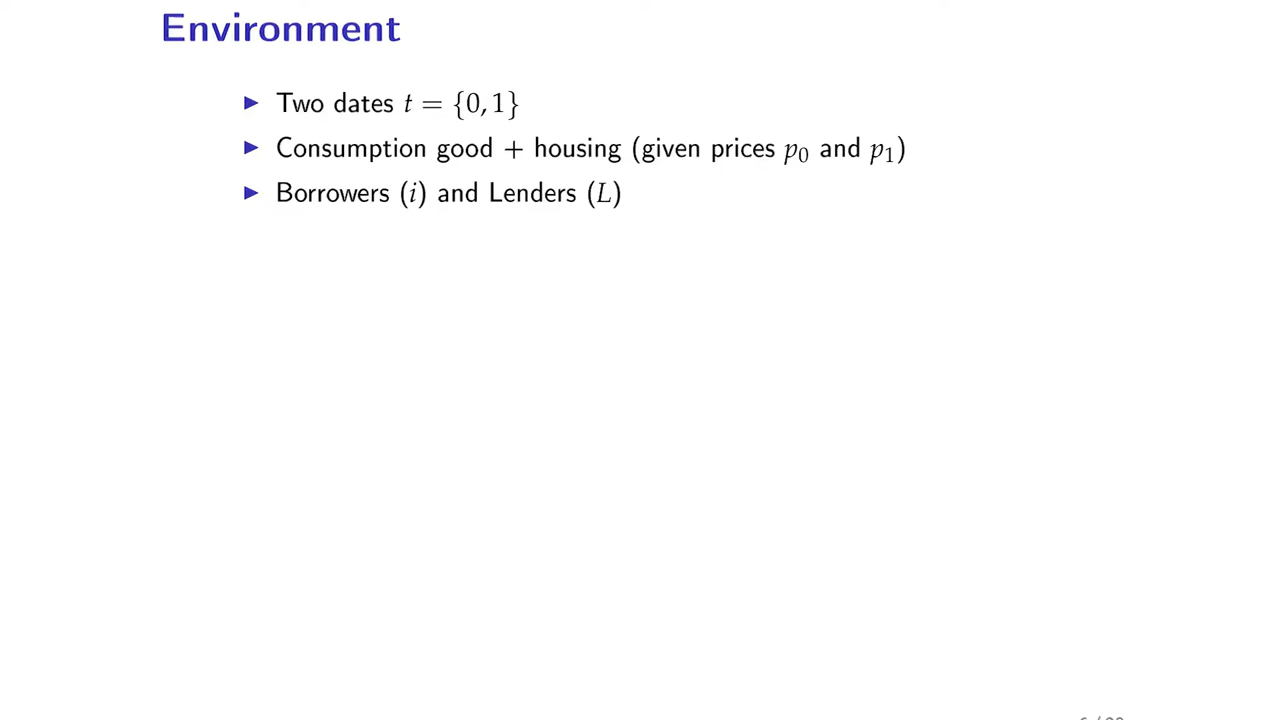 Environment
▶ Two dates t = {0, 1}
▶ Consumption good + housing (given prices p₀ and p₁)
▶ Borrowers (i) and Lenders (L)